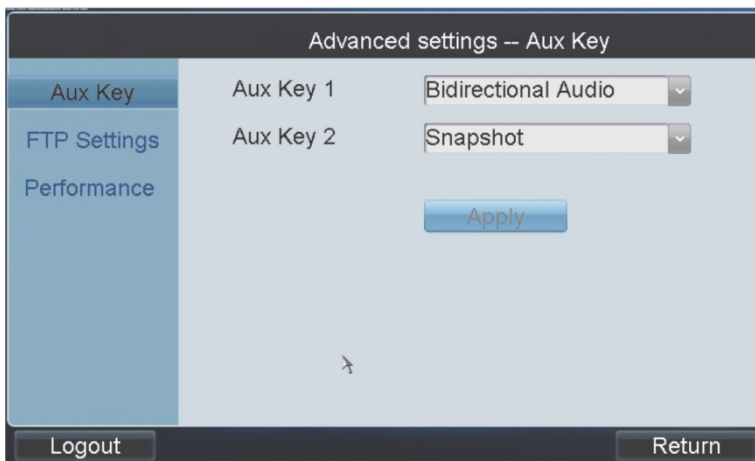 Advanced settings -- Aux Key
Aux Key
FTP Settings
Performance
Aux Key 1 Bidirectional Audio
Aux Key 2 Snapshot
Apply
Logout Return